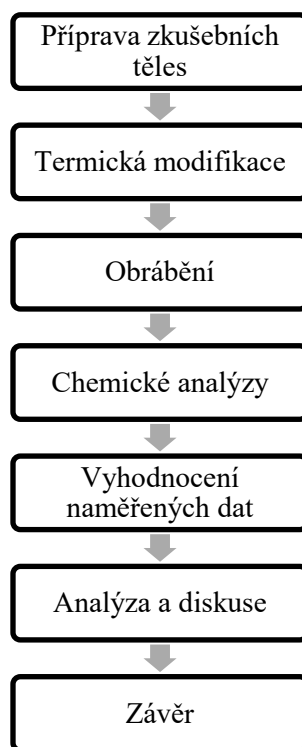 Příprava zkušebních
těles
Termická modifikace
Obrábění
Chemické analýzy
Vyhodnocení
naměřených dat
Analýza a diskuse
Závěr